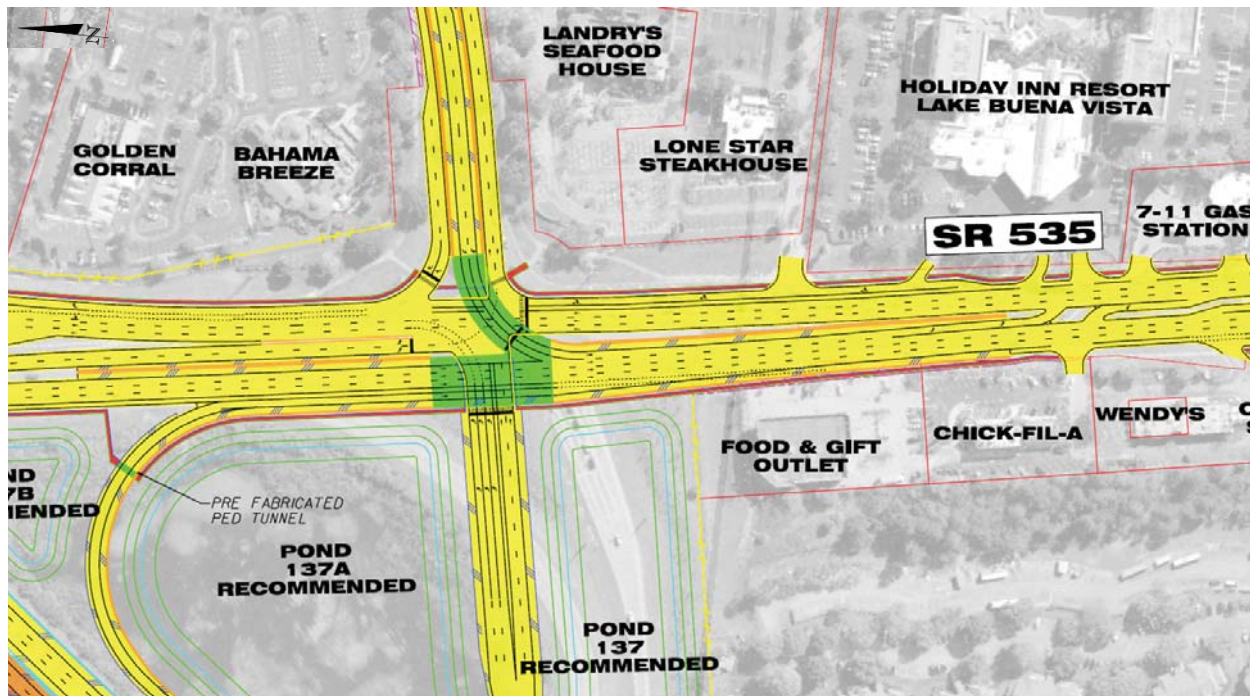 N
LANDRY'S
SEAFOOD
HOUSE
HOLIDAY INN RESORT
LAKE BUENA VISTA
GOLDEN
CORRAL
BAHAMA
BREEZE
LONE STAR
STEAKHOUSE
7-11 GAS
STATION
SR 535
FOOD & GIFT
OUTLET
CHICK-FIL-A
WENDY'S
PRE FABRICATED
PED TUNNEL
POND
137A
RECOMMENDED
POND
137
RECOMMENDED